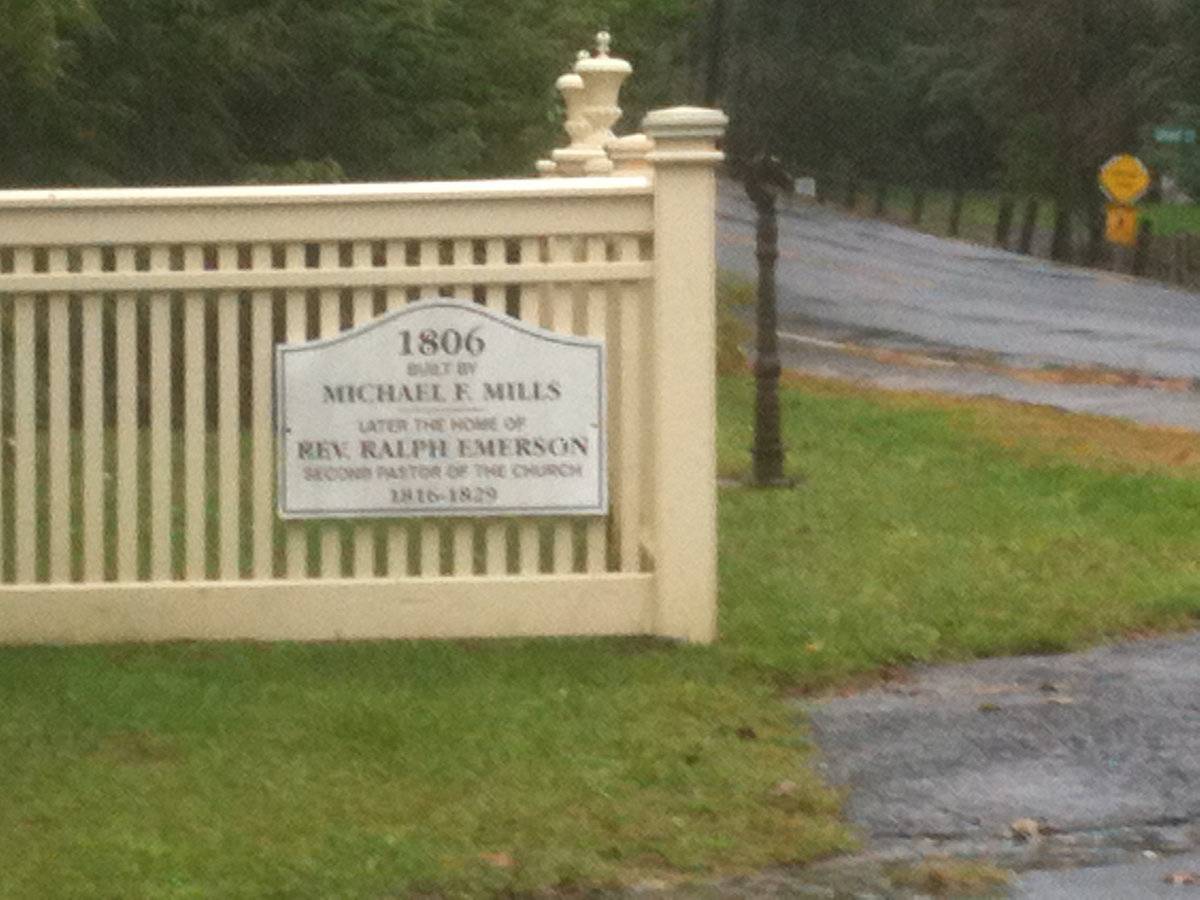 1806
BUILT BY
MICHAEL F. MILLS
LATER THE HOME OF
REV. RALPH EMERSON
SECOND PASTOR OF THE CHURCH
1816-1829